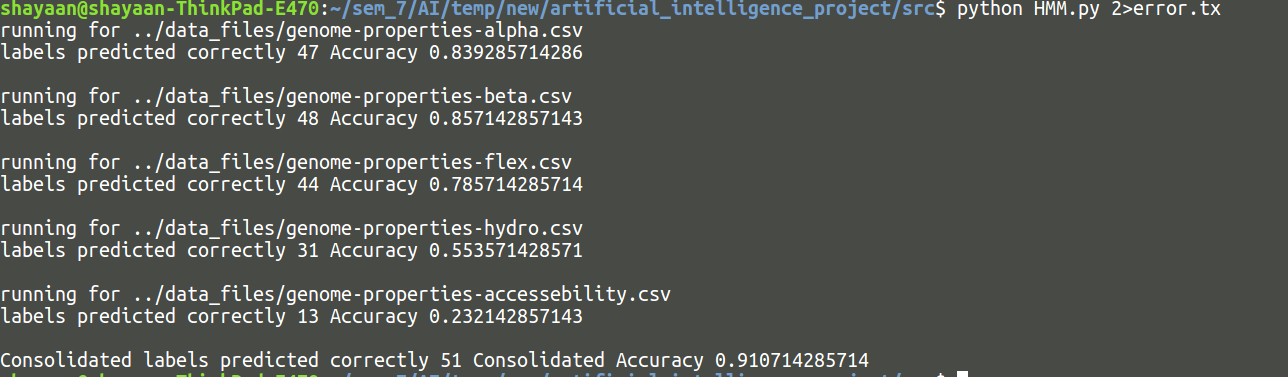 shayaan@shayaan-ThinkPad-E470:~/sem_7/AI/temp/new/artificial_intelligence_project/src$ python HMM.py 2>error.tx
running for ../data_files/genome-properties-alpha.csv
labels predicted correctly 47 Accuracy 0.839285714286
running for ../data_files/genome-properties-beta.csv
labels predicted correctly 48 Accuracy 0.857142857143
running for ../data_files/genome-properties-flex.csv
labels predicted correctly 44 Accuracy 0.785714285714
running for ../data_files/genome-properties-hydro.csv
labels predicted correctly 31 Accuracy 0.553571428571
running for ../data_files/genome-properties-accessebility.csv
labels predicted correctly 13 Accuracy 0.232142857143
Consolidated labels predicted correctly 51 Consolidated Accuracy 0.910714285714